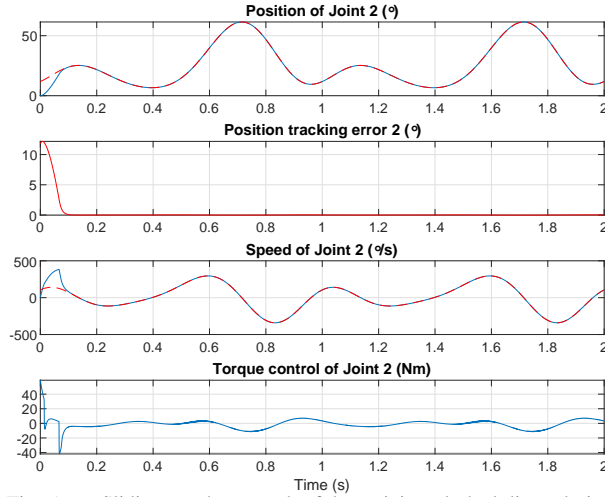 Position of Joint 2 (º)
50
0
0 0.2 0.4 0.6 0.8 1 1.2 1.4 1.6 1.8 2
Position tracking error 2 (º)
10
5
0
0 0.2 0.4 0.6 0.8 1 1.2 1.4 1.6 1.8 2
Speed of Joint 2 (º/s)
500
0
-500
0 0.2 0.4 0.6 0.8 1 1.2 1.4 1.6 1.8 2
Torque control of Joint 2 (Nm)
40
20
0
-20
-40
0 0.2 0.4 0.6 0.8 1 1.2 1.4 1.6 1.8 2
Time (s)